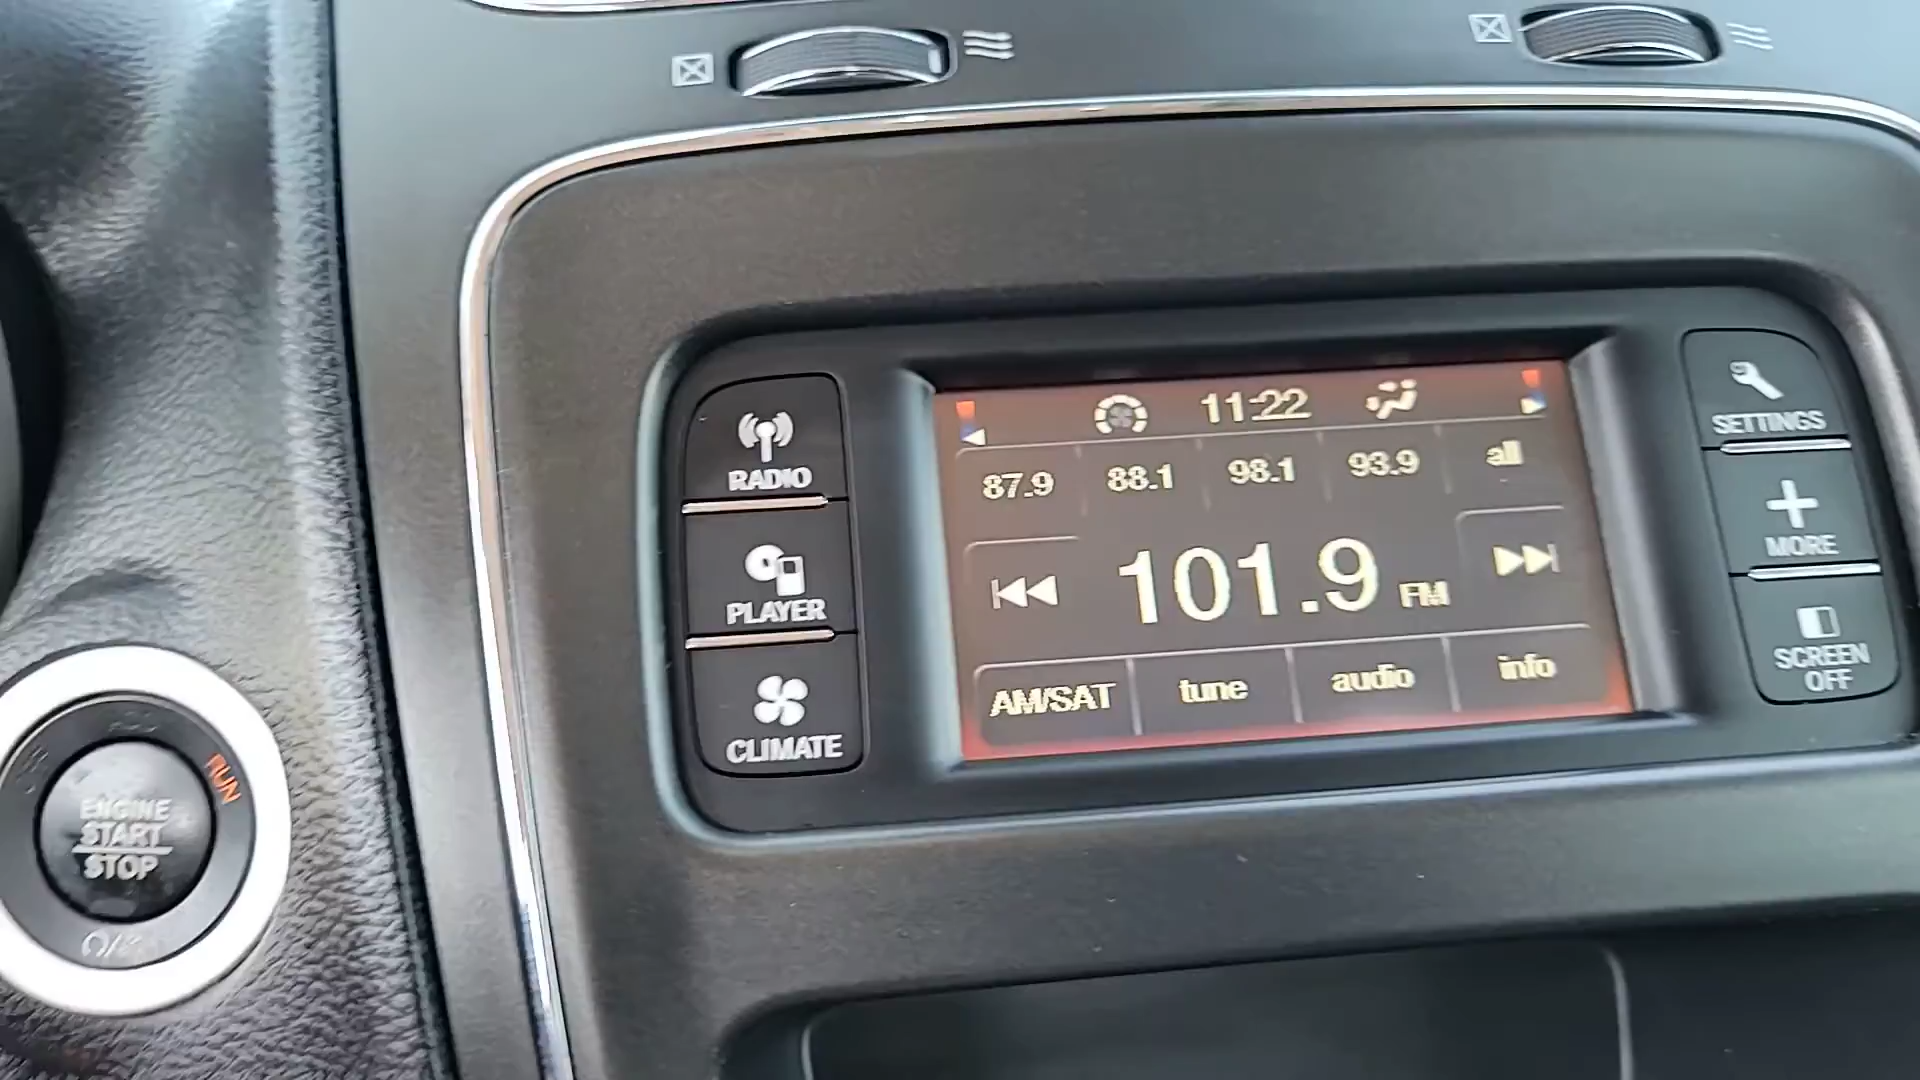 11:22
87.9 88.1 98.1 93.9 all
101.9 FM
AM/SAT tune audio info
RADIO
PLAYER
CLIMATE
SETTINGS
MORE
SCREEN
OFF
RUN
ENGINE
START
STOP